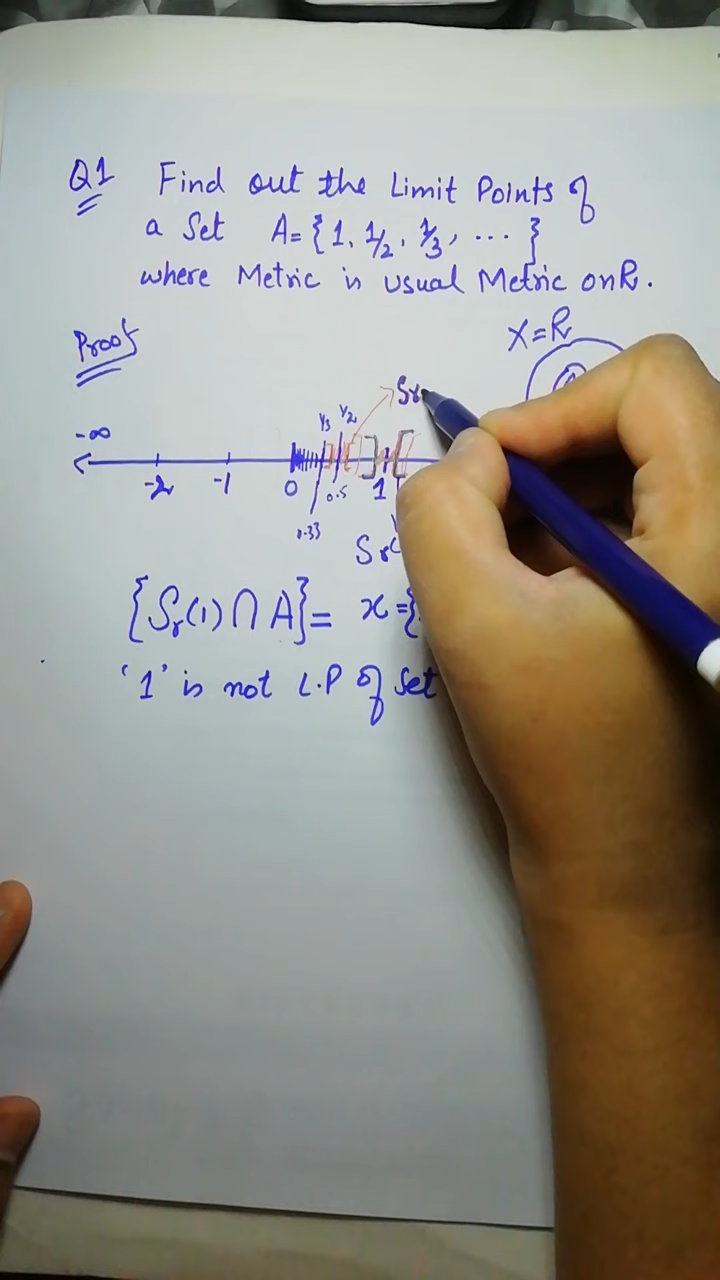 Q1 Find out the Limit Points of
a Set A= {1, 1/2, 1/3, ... }
where Metric is usual Metric on R.
Proof
X=R
Sr
1/3 1/2
-∞
-2 -1 0 0.5 1
0.33
Sr(
{Sr(1) ∩ A} = x = {
'1' is not L.P of Set